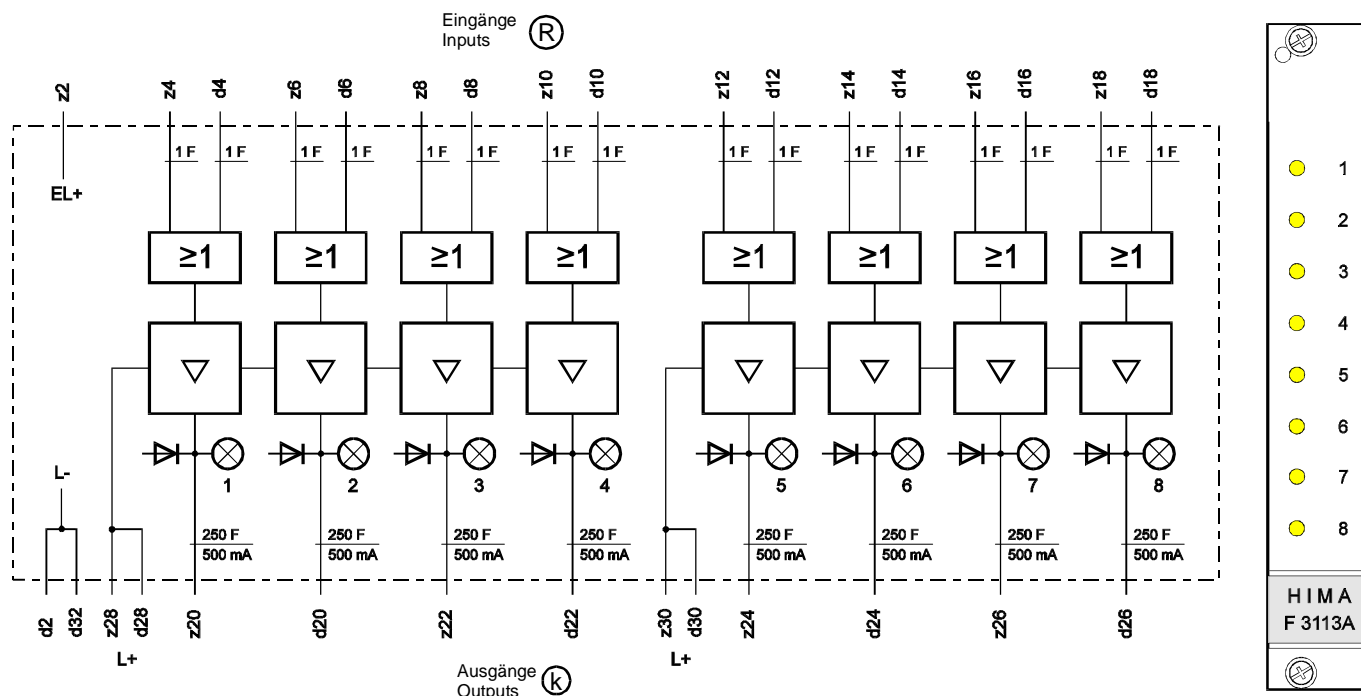 Eingänge
Inputs
R
z2 z4 d4 z6 d6 z8 d8 z10 d10 z12 d12 z14 d14 z16 d16 z18 d18
1 F 1 F 1 F 1 F 1 F 1 F 1 F 1 F 1 F 1 F 1 F 1 F 1 F 1 F 1 F 1 F
EL+
≥1 ≥1 ≥1 ≥1 ≥1 ≥1 ≥1 ≥1
L-
1 2 3 4 5 6 7 8
250 F 250 F 250 F 250 F 250 F 250 F 250 F 250 F
500 mA 500 mA 500 mA 500 mA 500 mA 500 mA 500 mA 500 mA
d2 d32 z28 d28 z20 d20 z22 d22 z30 d30 z24 d24 z26 d26
L+ L+
Ausgänge
Outputs
k
1
2
3
4
5
6
7
8
HIMA
F 3113A